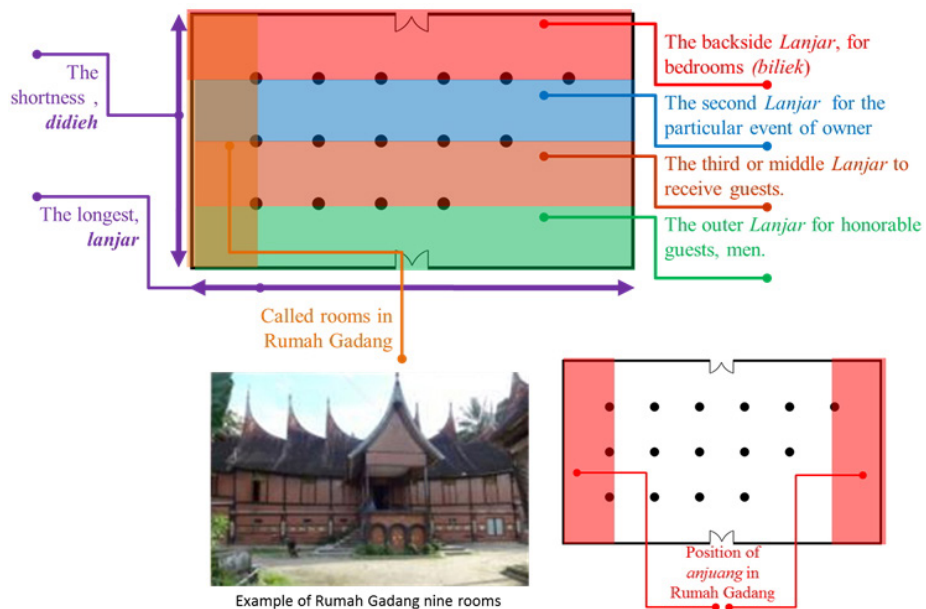 The
shortness ,
didieh
The longest,
lanjar
The backside Lanjar, for
bedrooms (biliek)
The second Lanjar for the
particular event of owner
The third or middle Lanjar to
receive guests.
The outer Lanjar for honorable
guests, men.
Called rooms in
Rumah Gadang
Example of Rumah Gadang nine rooms
Position of
anjuang in
Rumah Gadang